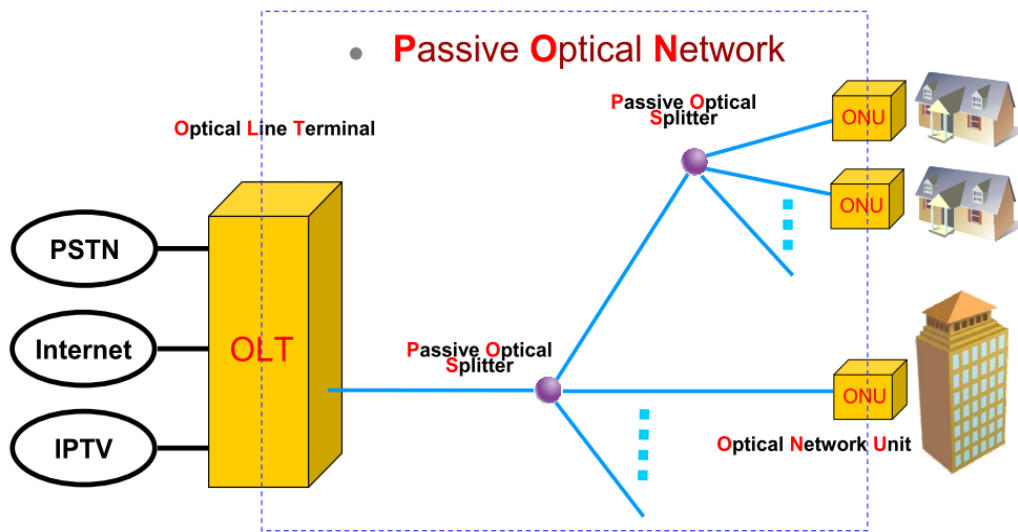 • Passive Optical Network
Passive Optical
Splitter
ONU
Optical Line Terminal
ONU
PSTN
Internet
OLT
Passive Optical
Splitter
ONU
IPTV
Optical Network Unit